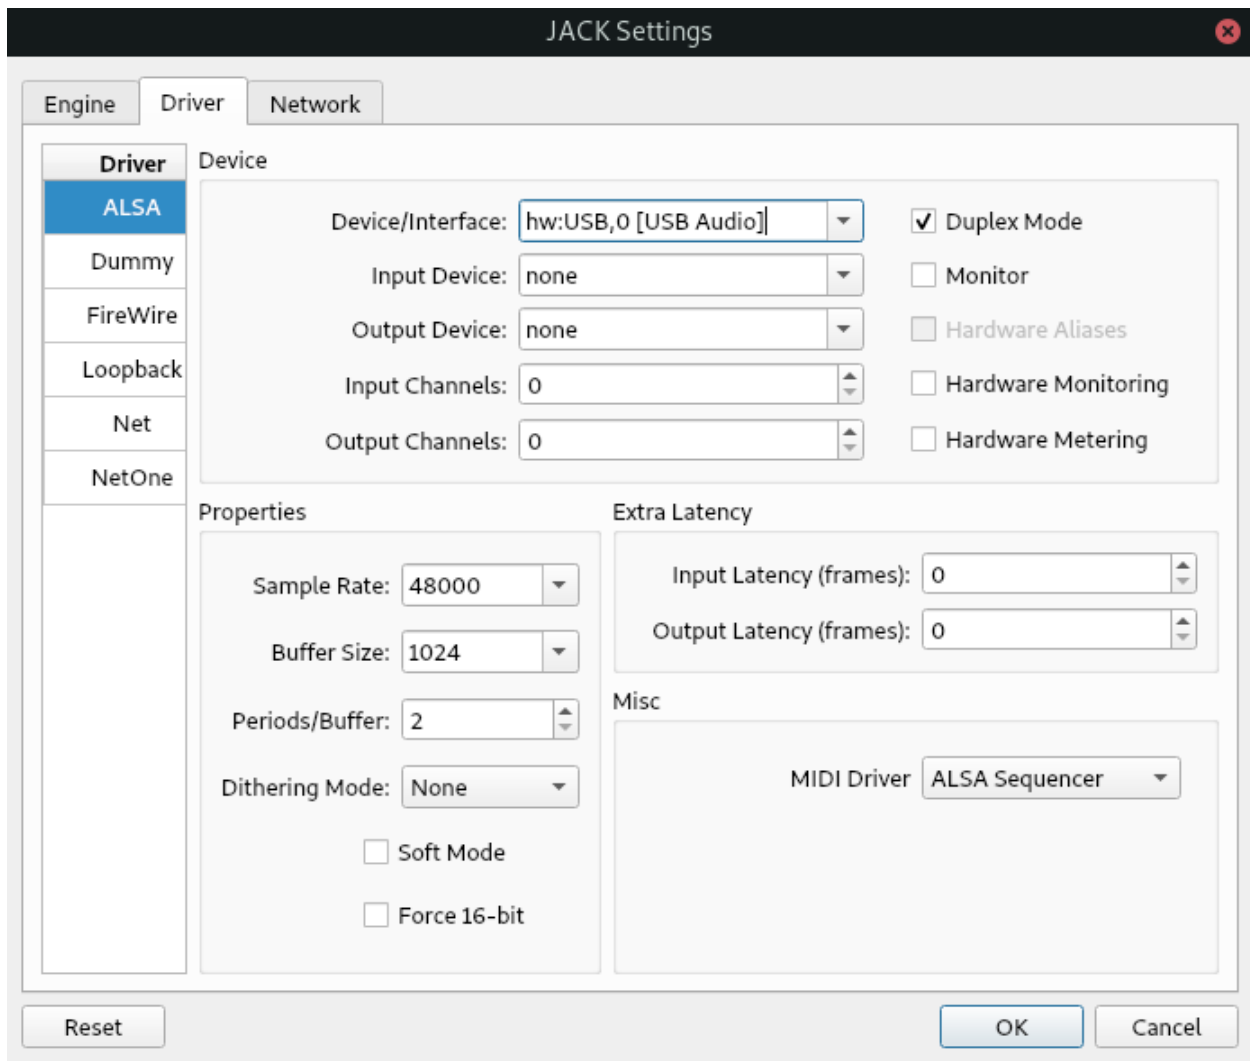 JACK Settings
Engine
Driver
Network
Driver
ALSA
Dummy
FireWire
Loopback
Net
NetOne
Device
Device/Interface: hw:USB,0 [USB Audio]
Duplex Mode
Input Device: none
Monitor
Output Device: none
Hardware Aliases
Input Channels: 0
Hardware Monitoring
Output Channels: 0
Hardware Metering
Properties
Sample Rate: 48000
Buffer Size: 1024
Periods/Buffer: 2
Dithering Mode: None
Soft Mode
Force 16-bit
Extra Latency
Input Latency (frames): 0
Output Latency (frames): 0
Misc
MIDI Driver ALSA Sequencer
Reset
OK
Cancel